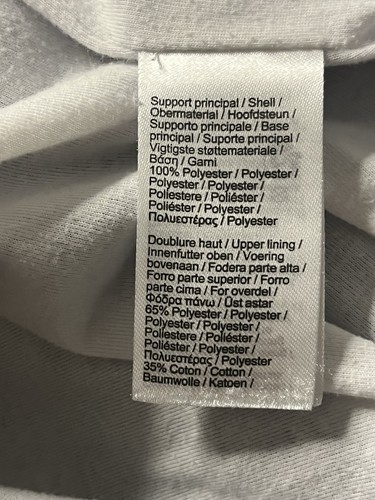 Support principal / Shell /
Obermaterial / Hoofdsteun /
Supporto principale / Base
principal / Suporte principal /
Vigtigste støttemateriale /
Βάση / Garni
100% Polyester / Polyester /
Polyester / Polyester /
Poliestere / Poliéster /
Poliéster / Polyester /
Πολυεστέρας / Polyester
Doublure haut / Upper lining /
Innenfutter oben / Voering
bovenaan / Fodera parte alta /
Forro parte superior / Forro
parte cima / For overdel /
Φόδρα πάνω / Üst astar
65% Polyester / Polyester /
Polyester / Polyester /
Poliestere / Poliéster /
Poliéster / Polyester /
Πολυεστέρας / Polyester
35% Coton / Cotton /
Baumwolle / Katoen /